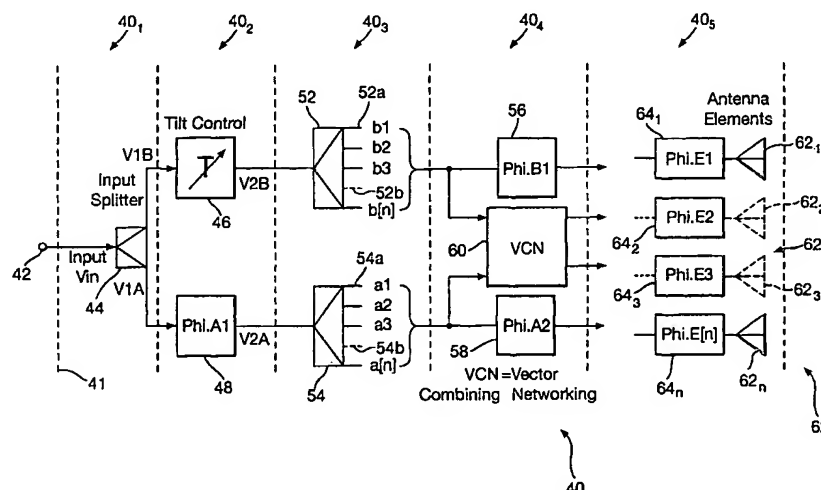 40₁
40₂
40₃
40₄
40₅
Tilt Control
V1B
Input
Splitter
T
46
V2B
42
Input
Vin
V1A
44
Phi.A1
48
V2A
41
52
52a
b1
b2
b3
52b
b[n]
54a
a1
a2
a3
54b
a[n]
54
56
Phi.B1
60
VCN
Phi.A2
58
VCN=Vector
Combining Networking
Antenna
Elements
64₁
Phi.E1
62₁
Phi.E2
64₂
Phi.E3
64₃
62₃
Phi.E[n]
64ₙ
62ₙ
40